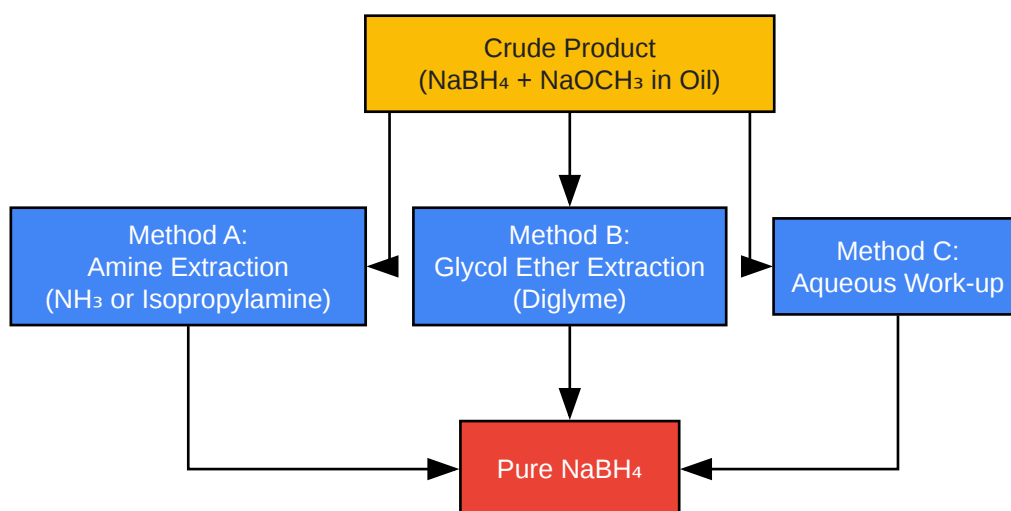 Crude Product
(NaBH₄ + NaOCH₃ in Oil)
Method A:
Amine Extraction
(NH₃ or Isopropylamine)
Method B:
Glycol Ether Extraction
(Diglyme)
Method C:
Aqueous Work-up
Pure NaBH₄